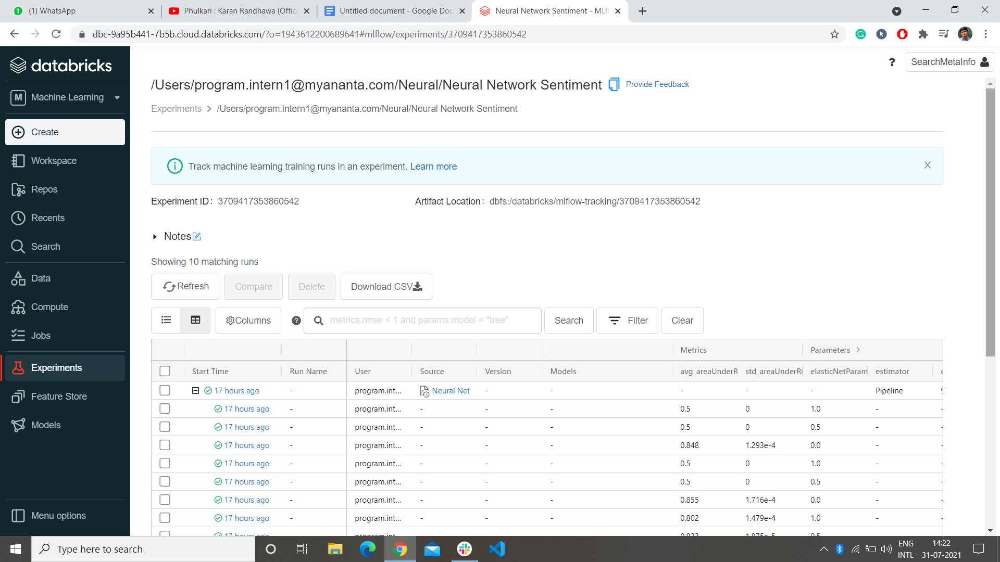 (1) WhatsApp
Phulkari : Karan Randhawa (Offici
Untitled document - Google Doc
Neural Network Sentiment - MLfl
dbc-9a95b441-7b5b.cloud.databricks.com/?o=1943612200689641#mlflow/experiments/3709417353860542
databricks
? SearchMetaInfo
/Users/program.intern1@myananta.com/Neural/Neural Network Sentiment Provide Feedback
M Machine Learning
Experiments > /Users/program.intern1@myananta.com/Neural/Neural Network Sentiment
Create
Workspace
Repos
Recents
Search
Data
Compute
Jobs
Experiments
Feature Store
Models
Menu options
Track machine learning training runs in an experiment. Learn more
Experiment ID: 3709417353860542 Artifact Location: dbfs:/databricks/mlflow-tracking/3709417353860542
Notes
Showing 10 matching runs
Refresh Compare Delete Download CSV
Columns ? metrics.rmse < 1 and params.model = "tree" Search Filter Clear
Metrics Parameters >
Start Time Run Name User Source Version Models avg_areaUnderR std_areaUnderR elasticNetParam estimator e
17 hours ago - program.int... Neural Net - - - - - Pipeline 9
17 hours ago - program.int... - - - 0.5 0 1.0 - -
17 hours ago - program.int... - - - 0.5 0 0.5 - -
17 hours ago - program.int... - - - 0.848 1.293e-4 0.0 - -
17 hours ago - program.int... - - - 0.5 0 1.0 - -
17 hours ago - program.int... - - - 0.5 0 0.5 - -
17 hours ago - program.int... - - - 0.855 1.716e-4 0.0 - -
17 hours ago - program.int... - - - 0.802 1.479e-4 1.0 - -
17 hours ago program.int
Type here to search
ENG
INTL
14:22
31-07-2021